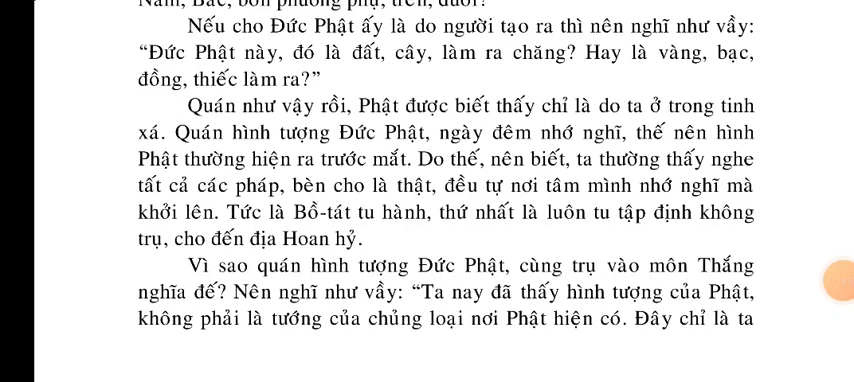 Nam, Bắc, bốn phương phụ, trên, dưới?
Nếu cho Đức Phật ấy là do người tạo ra thì nên nghĩ như vầy:
“Đức Phật này, đó là đất, cây, làm ra chăng? Hay là vàng, bạc,
đồng, thiếc làm ra?”
Quán như vậy rồi, Phật được biết thấy chỉ là do ta ở trong tinh
xá. Quán hình tượng Đức Phật, ngày đêm nhớ nghĩ, thế nên hình
Phật thường hiện ra trước mắt. Do thế, nên biết, ta thường thấy nghe
tất cả các pháp, bèn cho là thật, đều tự nơi tâm mình nhớ nghĩ mà
khởi lên. Tức là Bồ-tát tu hành, thứ nhất là luôn tu tập định không
trụ, cho đến địa Hoan hỷ.
Vì sao quán hình tượng Đức Phật, cùng trụ vào môn Thắng
nghĩa đế? Nên nghĩ như vầy: “Ta nay đã thấy hình tượng của Phật,
không phải là tướng của chủng loại nơi Phật hiện có. Đây chỉ là ta